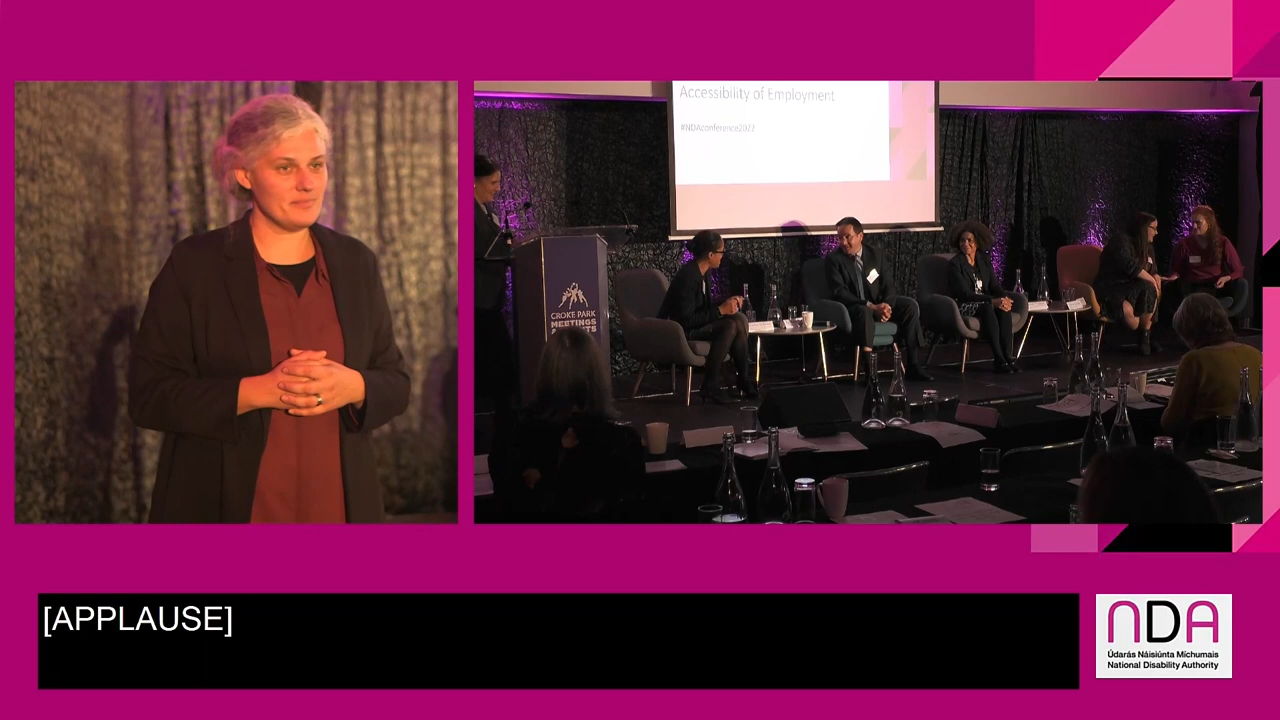 Accessibility of Employment
#NDAconference2022
CROKE PARK
MEETINGS
[APPLAUSE]
NDA
Údarás Náisiúnta Míchumais
National Disability Authority